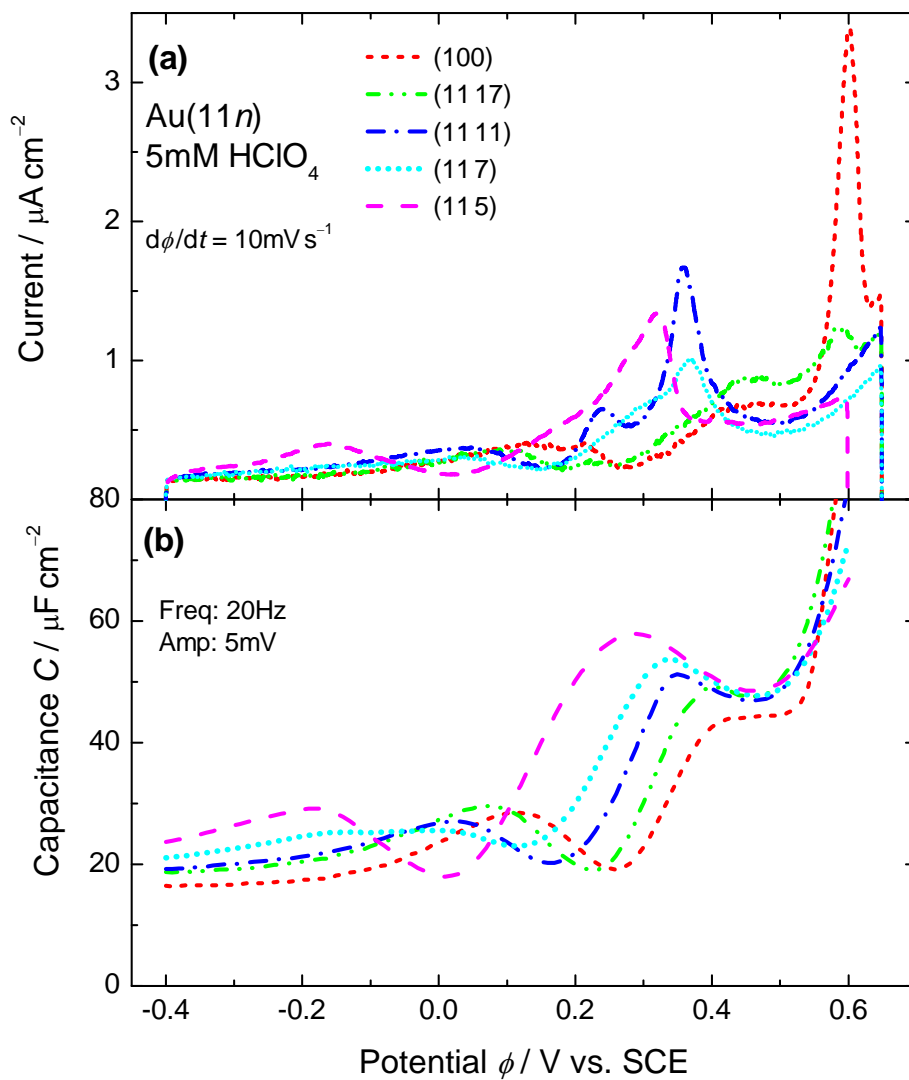 (a)
Au(11n)
5mM HClO₄
dϕ/dt = 10mV s⁻¹
(100)
(11 17)
(11 11)
(11 7)
(11 5)
Current / μA cm⁻²
3
2
1
80
(b)
Freq: 20Hz
Amp: 5mV
Capacitance C / μF cm⁻²
60
40
20
0
-0.4 -0.2 0.0 0.2 0.4 0.6
Potential ϕ / V vs. SCE